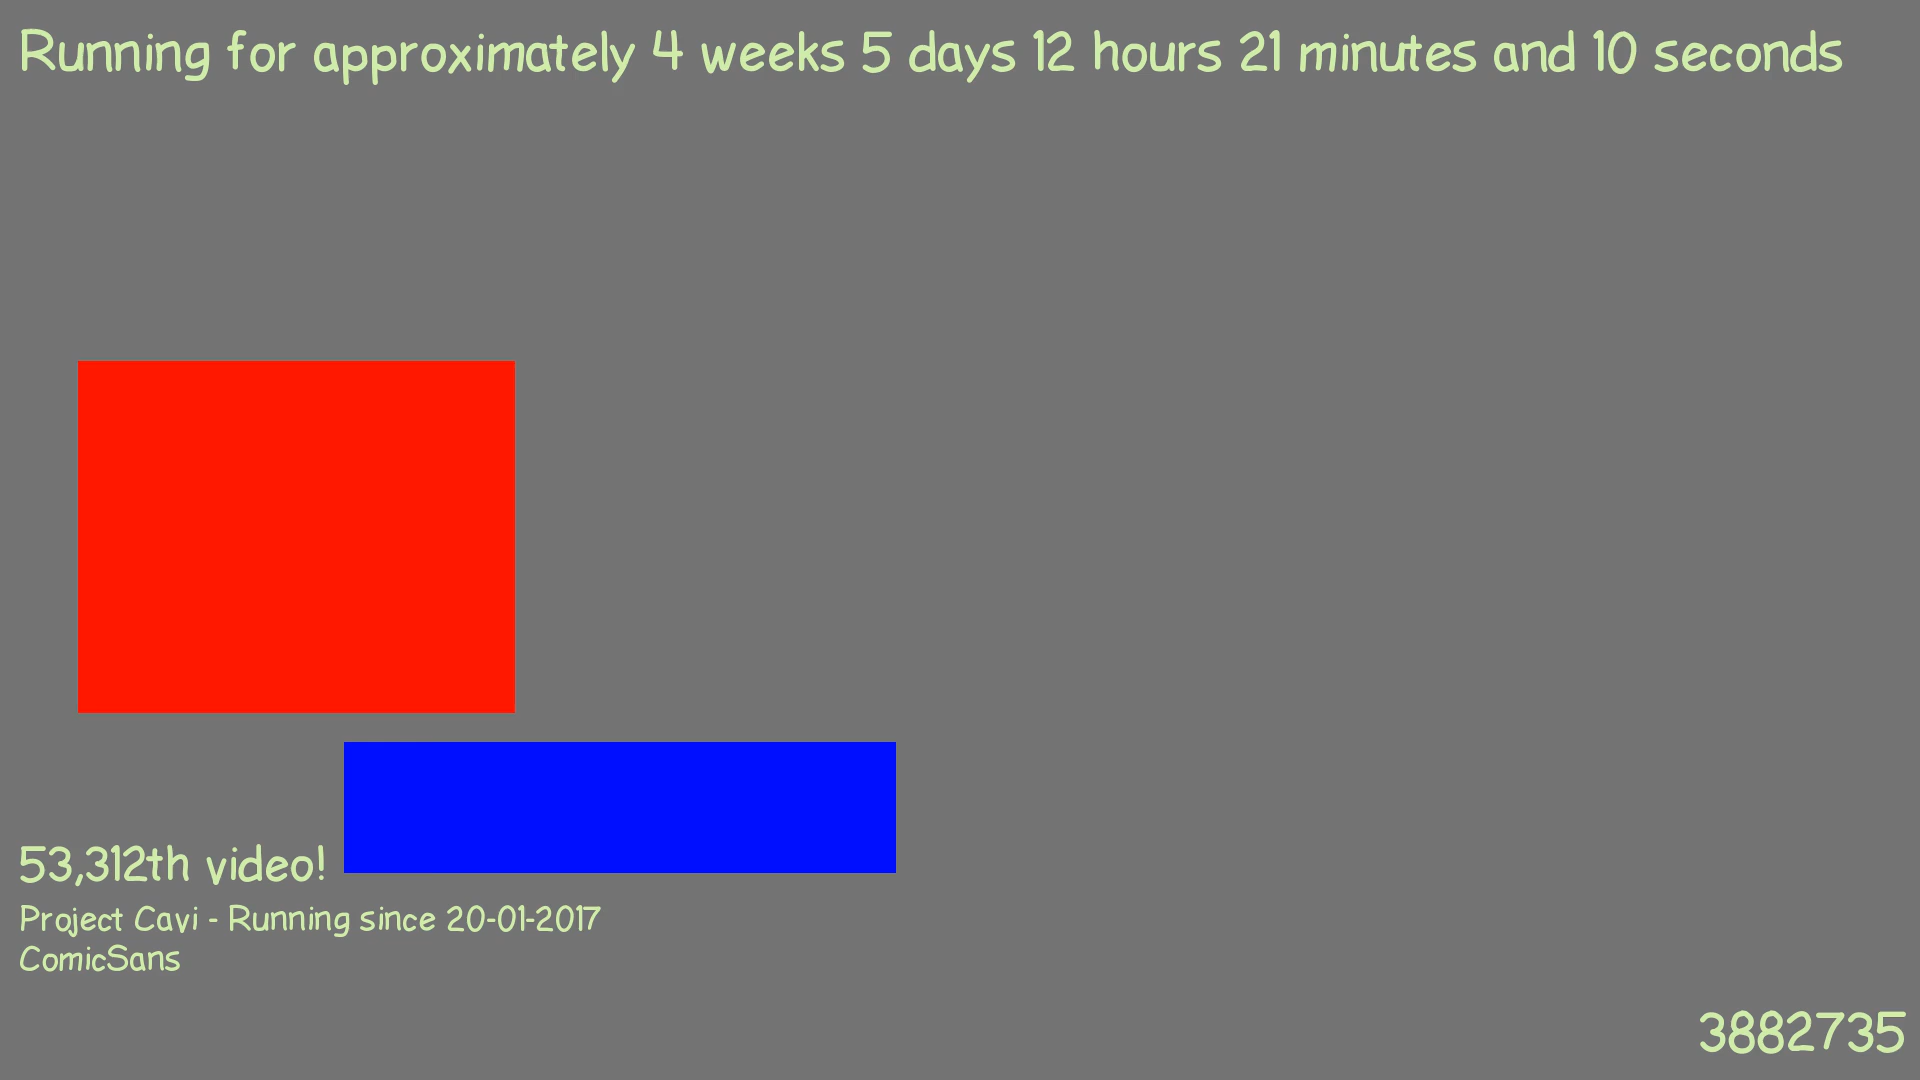 Running for approximately 4 weeks 5 days 12 hours 21 minutes and 10 seconds
53,312th video!
Project Cavi - Running since 20-01-2017
ComicSans
3882735